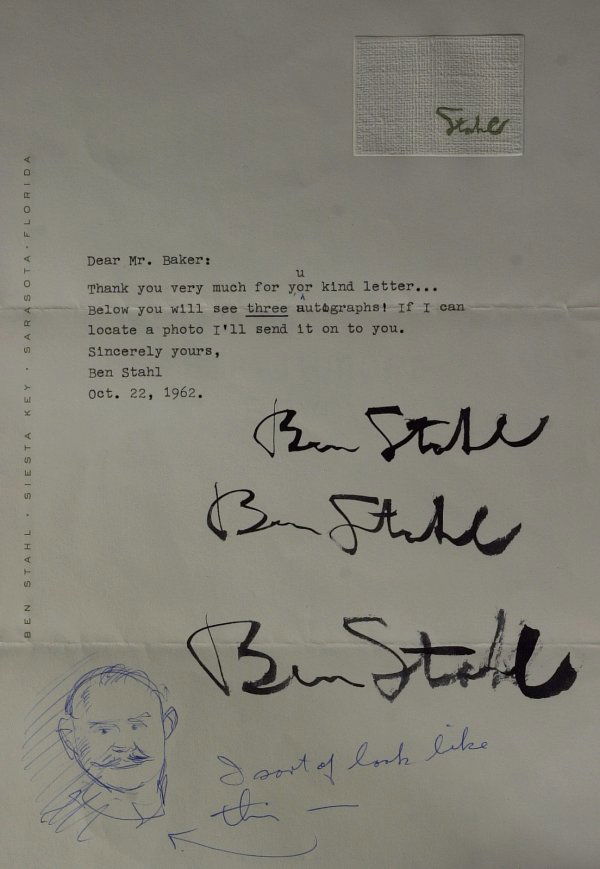 Stahl
BEN STAHL · SIESTA KEY · SARASOTA · FLORIDA
Dear Mr. Baker:
Thank you very much for yo^ur kind letter...
Below you will see three autographs! If I can
locate a photo I'll send it on to you.
Sincerely yours,
Ben Stahl
Oct. 22, 1962.
Ben Stahl
Ben Stahl
Ben Stahl
I sort of look like
this —